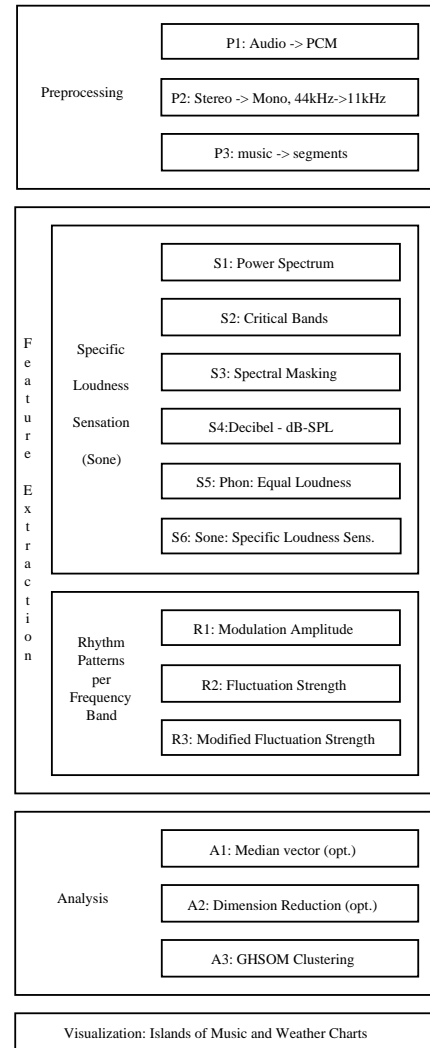 Preprocessing
P1: Audio -> PCM
P2: Stereo -> Mono, 44kHz->11kHz
P3: music -> segments
Feature Extraction
Specific
Loudness
Sensation
(Sone)
S1: Power Spectrum
S2: Critical Bands
S3: Spectral Masking
S4:Decibel - dB-SPL
S5: Phon: Equal Loudness
S6: Sone: Specific Loudness Sens.
Rhythm
Patterns
per
Frequency
Band
R1: Modulation Amplitude
R2: Fluctuation Strength
R3: Modified Fluctuation Strength
Analysis
A1: Median vector (opt.)
A2: Dimension Reduction (opt.)
A3: GHSOM Clustering
Visualization: Islands of Music and Weather Charts